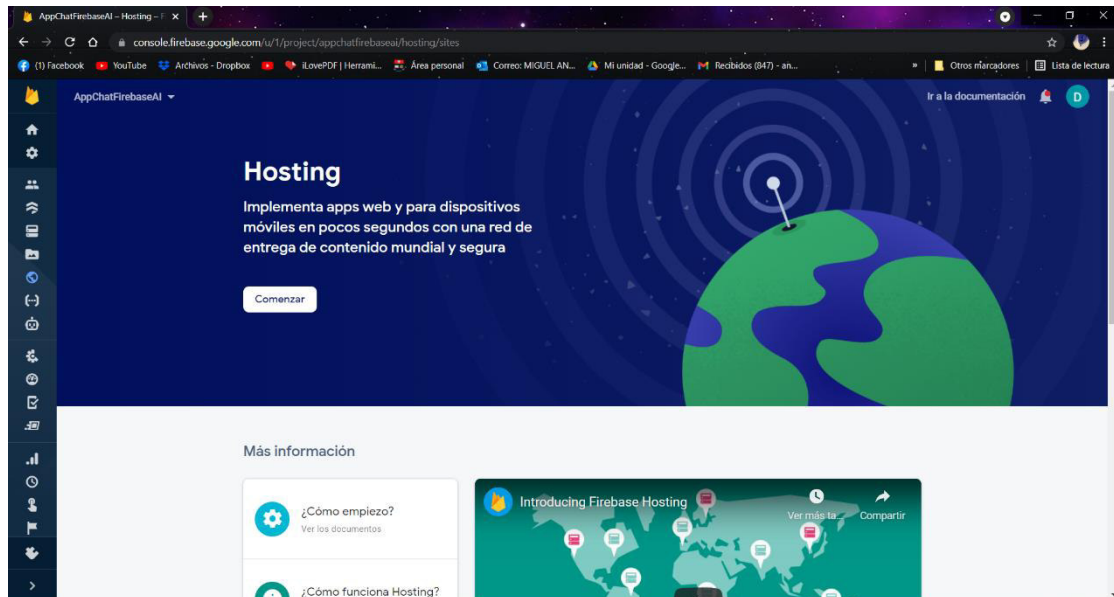 AppChatFirebaseAI – Hosting – F
console.firebase.google.com/u/1/project/appchatfirebaseai/hosting/sites
(1) Facebook
YouTube
Archivos - Dropbox
iLovePDF | Herrami...
Área personal
Correo: MIGUEL AN...
Mi unidad - Google...
Recibidos (847) - an...
»
Otros marcadores
Lista de lectura
AppChatFirebaseAI
Ir a la documentación
D
Hosting
Implementa apps web y para dispositivos
móviles en pocos segundos con una red de
entrega de contenido mundial y segura
Comenzar
Más información
¿Cómo empiezo?
Ver los documentos
¿Cómo funciona Hosting?
Introducing Firebase Hosting
Ver más ta...
Compartir